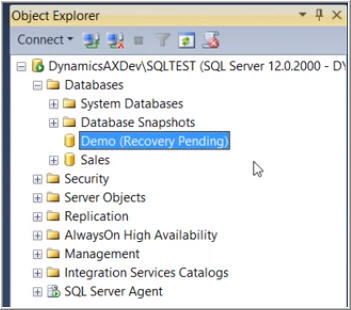 Object Explorer
Connect
DynamicsAXDev\SQLTEST (SQL Server 12.0.2000 - D\
Databases
System Databases
Database Snapshots
Demo (Recovery Pending)
Sales
Security
Server Objects
Replication
AlwaysOn High Availability
Management
Integration Services Catalogs
SQL Server Agent